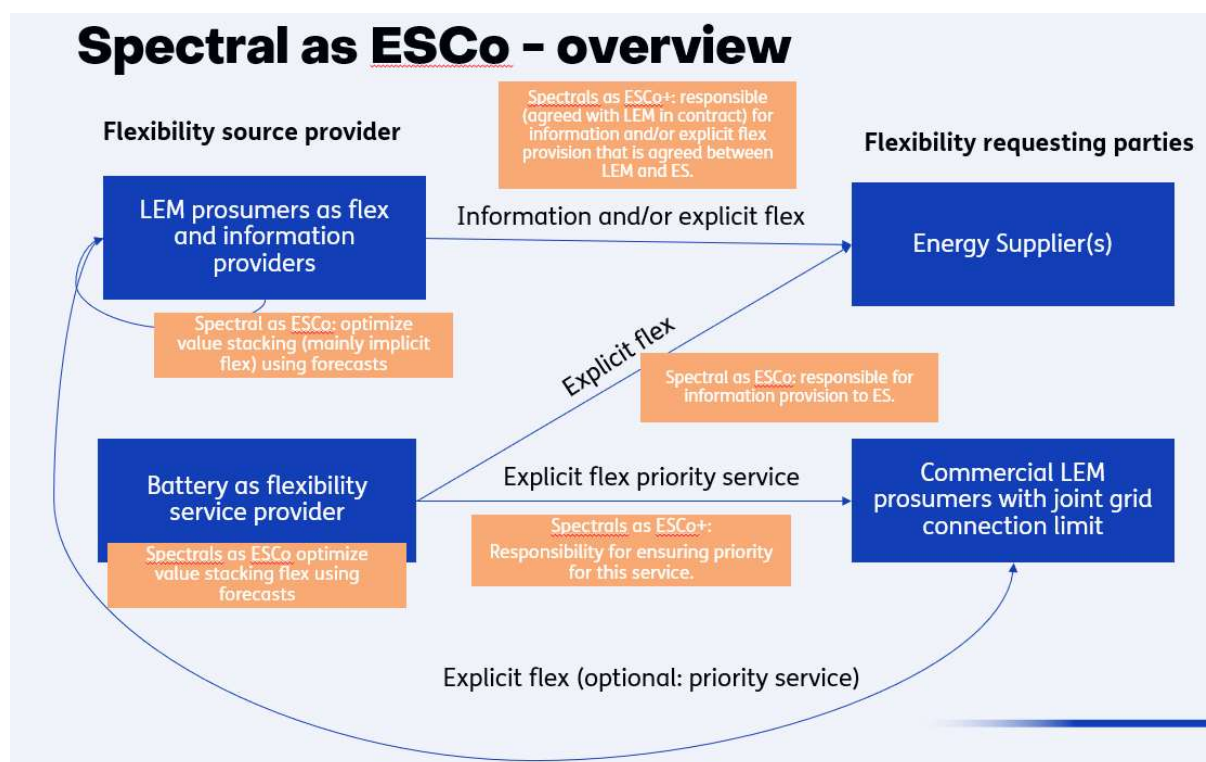 Spectral as ESCo – overview
Flexibility source provider
Spectrals as ESCo+: responsible
(agreed with LEM in contract) for
information and/or explicit flex
provision that is agreed between
LEM and ES.
Flexibility requesting parties
LEM prosumers as flex
and information
providers
Information and/or explicit flex
Energy Supplier(s)
Spectral as ESCo: optimize
value stacking (mainly implicit
flex) using forecasts
Explicit flex
Spectral as ESCo: responsible for
information provision to ES.
Battery as flexibility
service provider
Spectrals as ESCo optimize
value stacking flex using
forecasts
Explicit flex priority service
Spectrals as ESCo+:
Responsibility for ensuring priority
for this service.
Commercial LEM
prosumers with joint grid
connection limit
Explicit flex (optional: priority service)